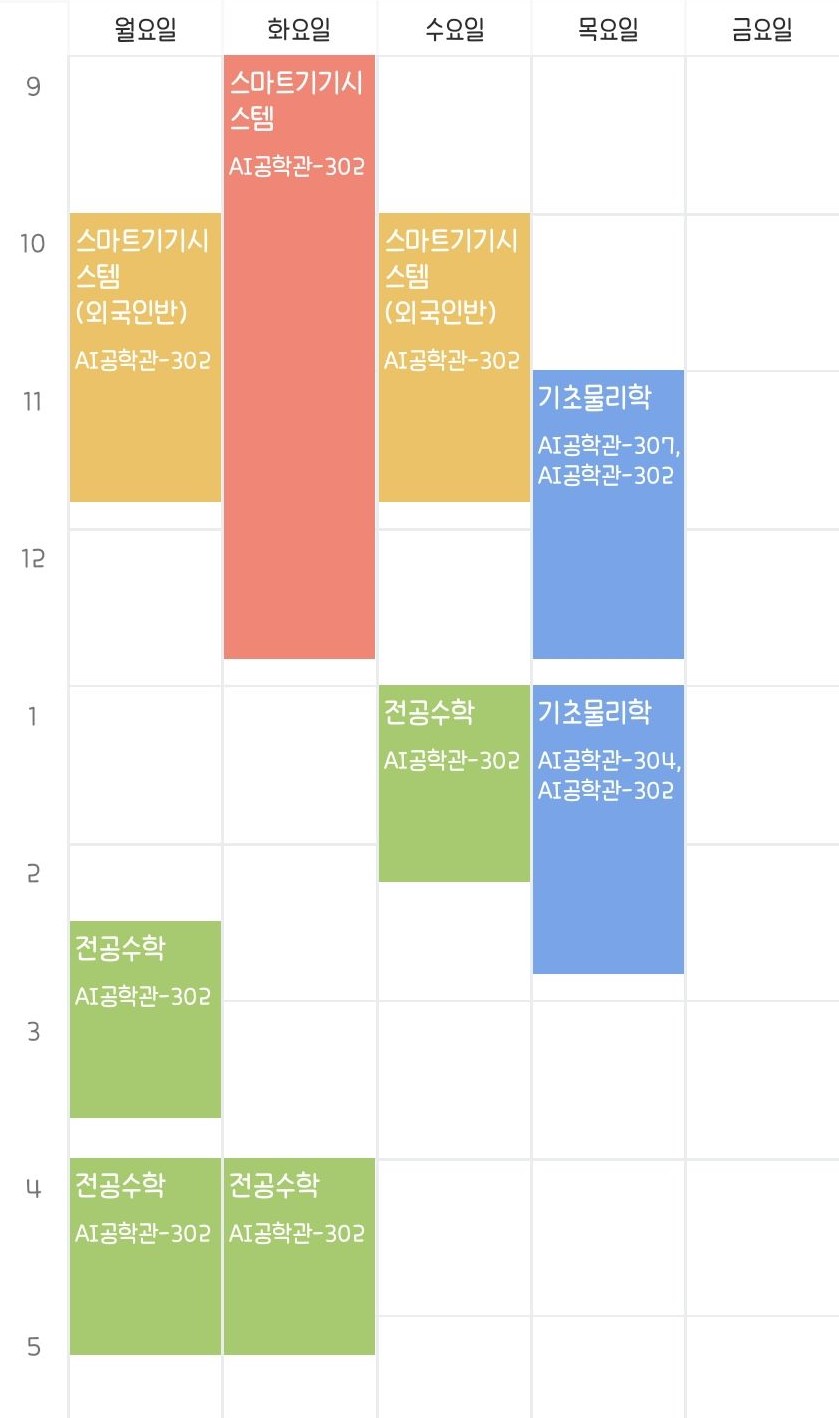 월요일 화요일 수요일 목요일 금요일
9
스마트기기시
스템
AI공학관-302
10
스마트기기시
스템
(외국인반)
AI공학관-302
스마트기기시
스템
(외국인반)
AI공학관-302
11
기초물리학
AI공학관-307,
AI공학관-302
12
1
전공수학
AI공학관-302
기초물리학
AI공학관-304,
AI공학관-302
2
전공수학
AI공학관-302
3
4
전공수학
AI공학관-302
전공수학
AI공학관-302
5